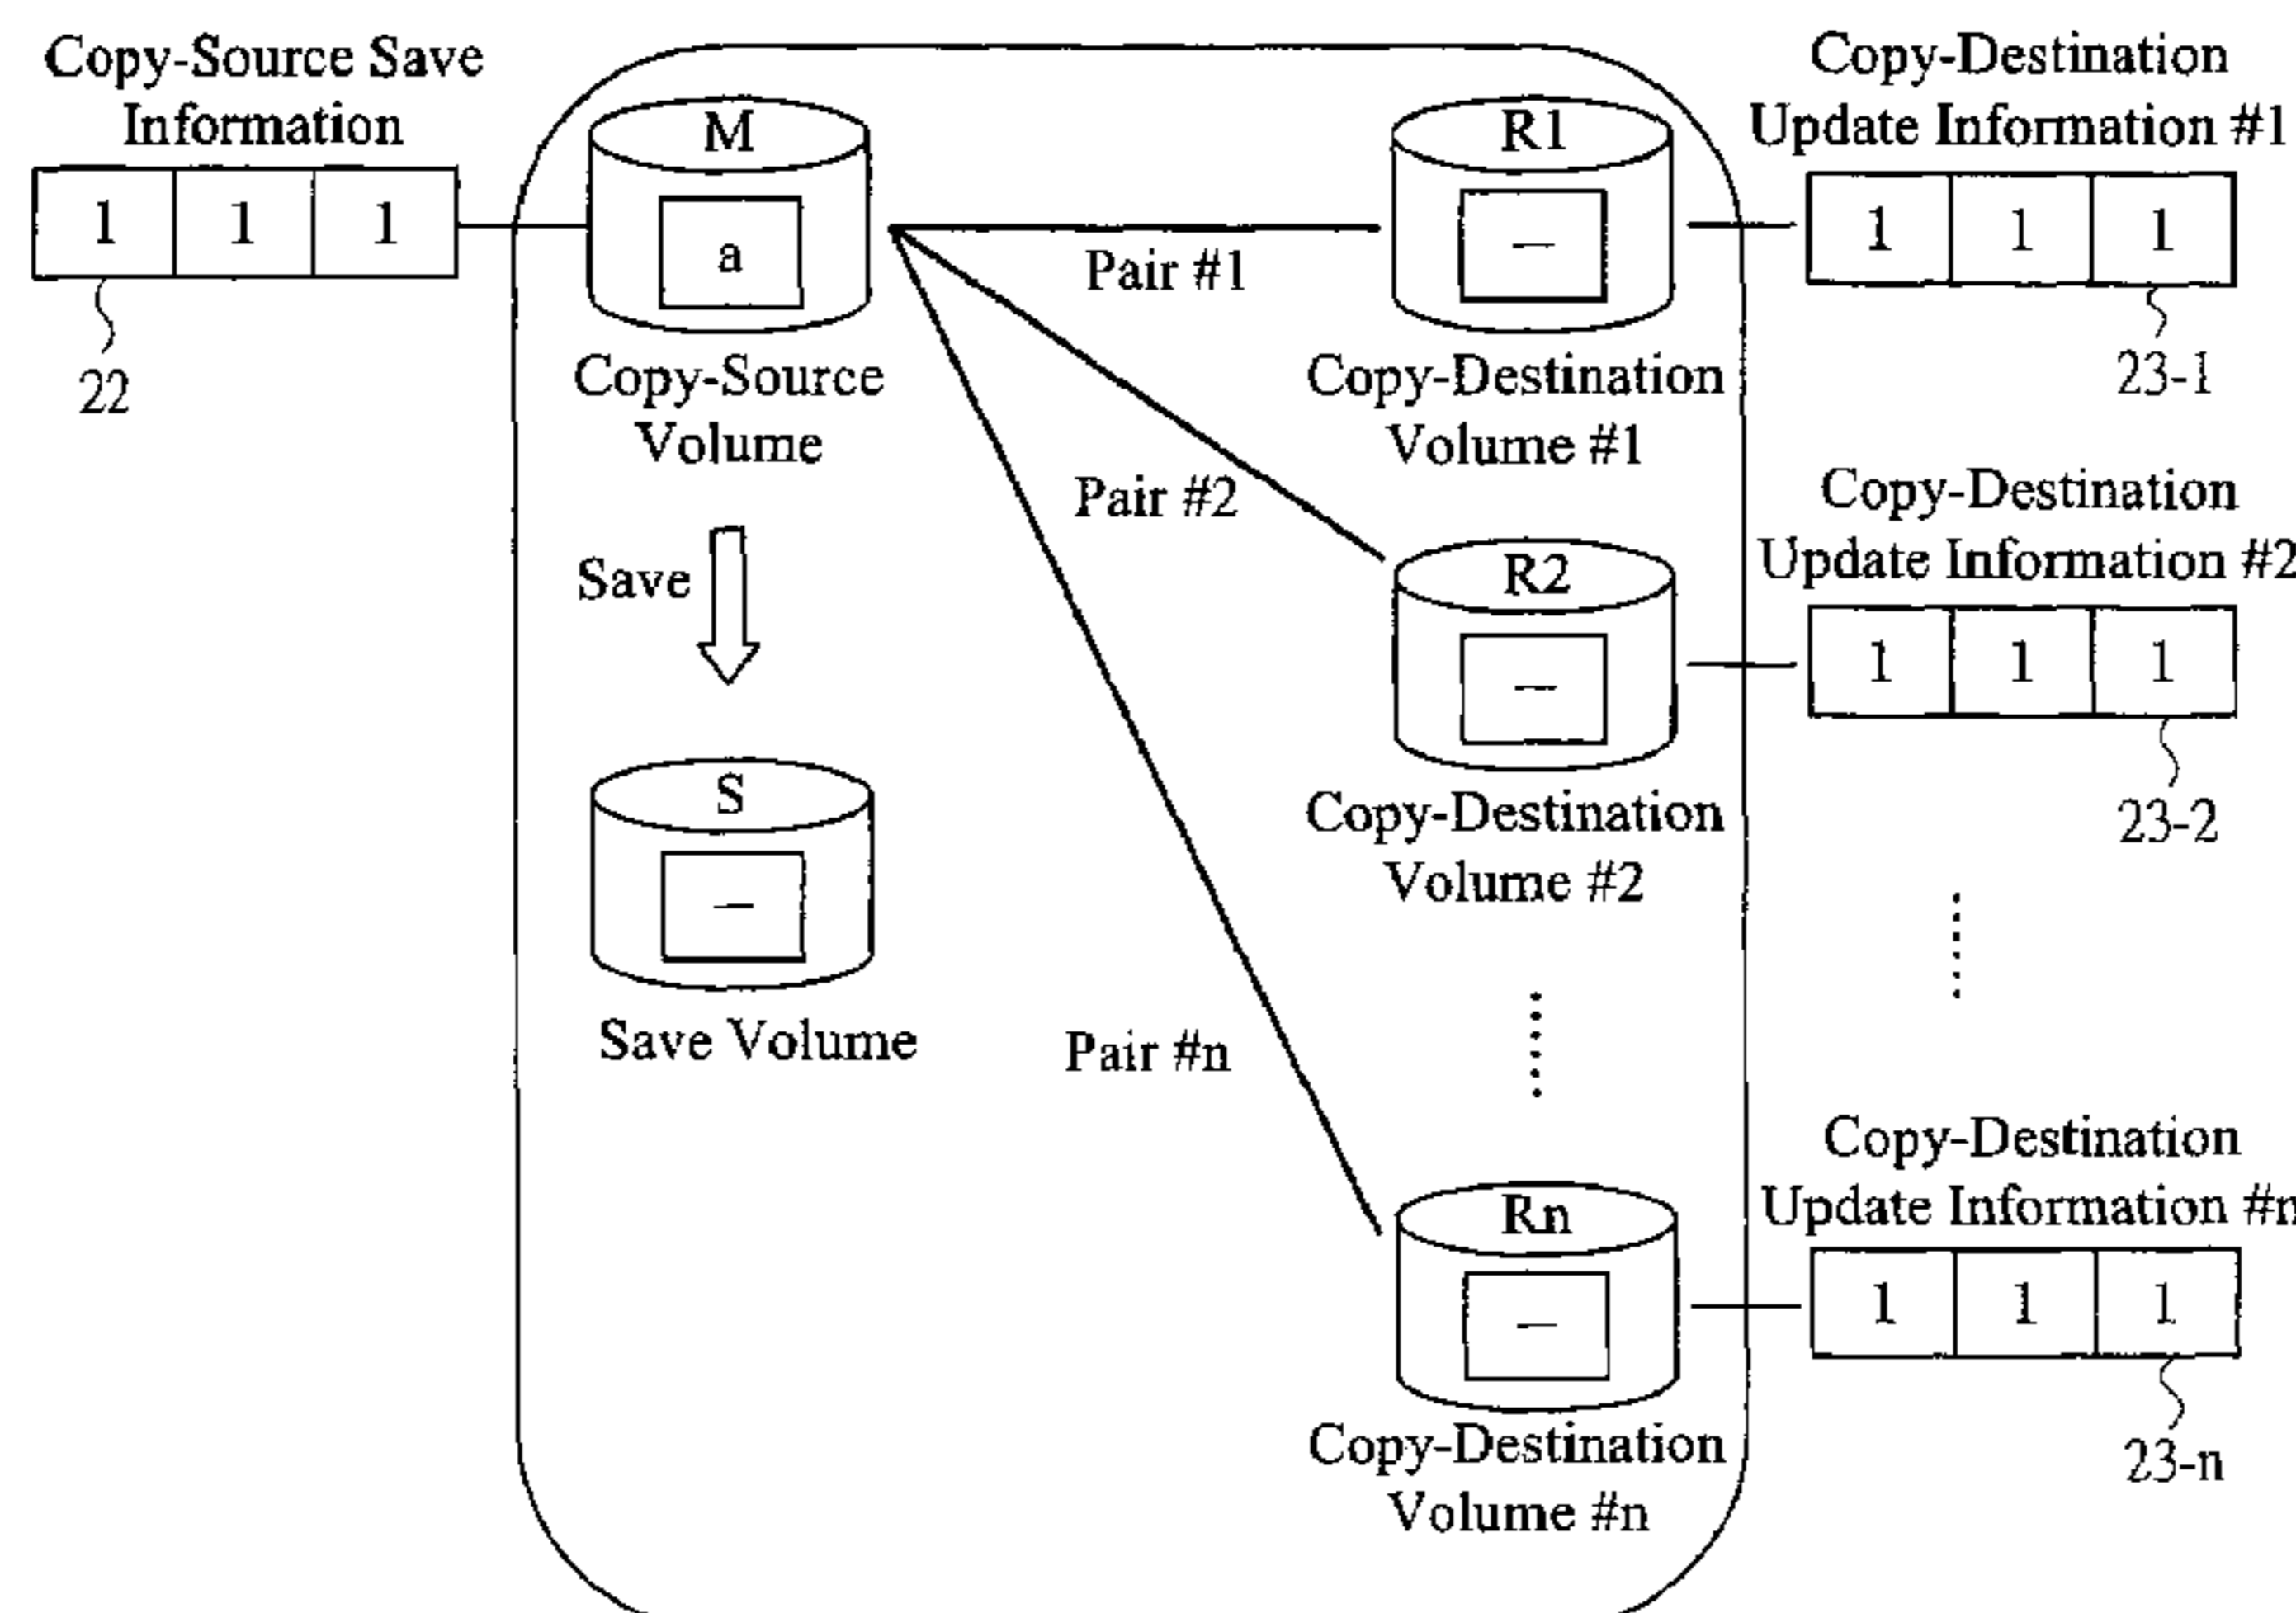 Copy-Source Save
Information
1 1 1
22
M
a
Copy-Source
Volume
Save
S
–
Save Volume
Pair #1
Pair #2
Pair #n
R1
–
Copy-Destination
Volume #1
R2
–
Copy-Destination
Volume #2
Rn
–
Copy-Destination
Volume #n
Copy-Destination
Update Information #1
1 1 1
23-1
Copy-Destination
Update Information #2
1 1 1
23-2
Copy-Destination
Update Information #n
1 1 1
23-n